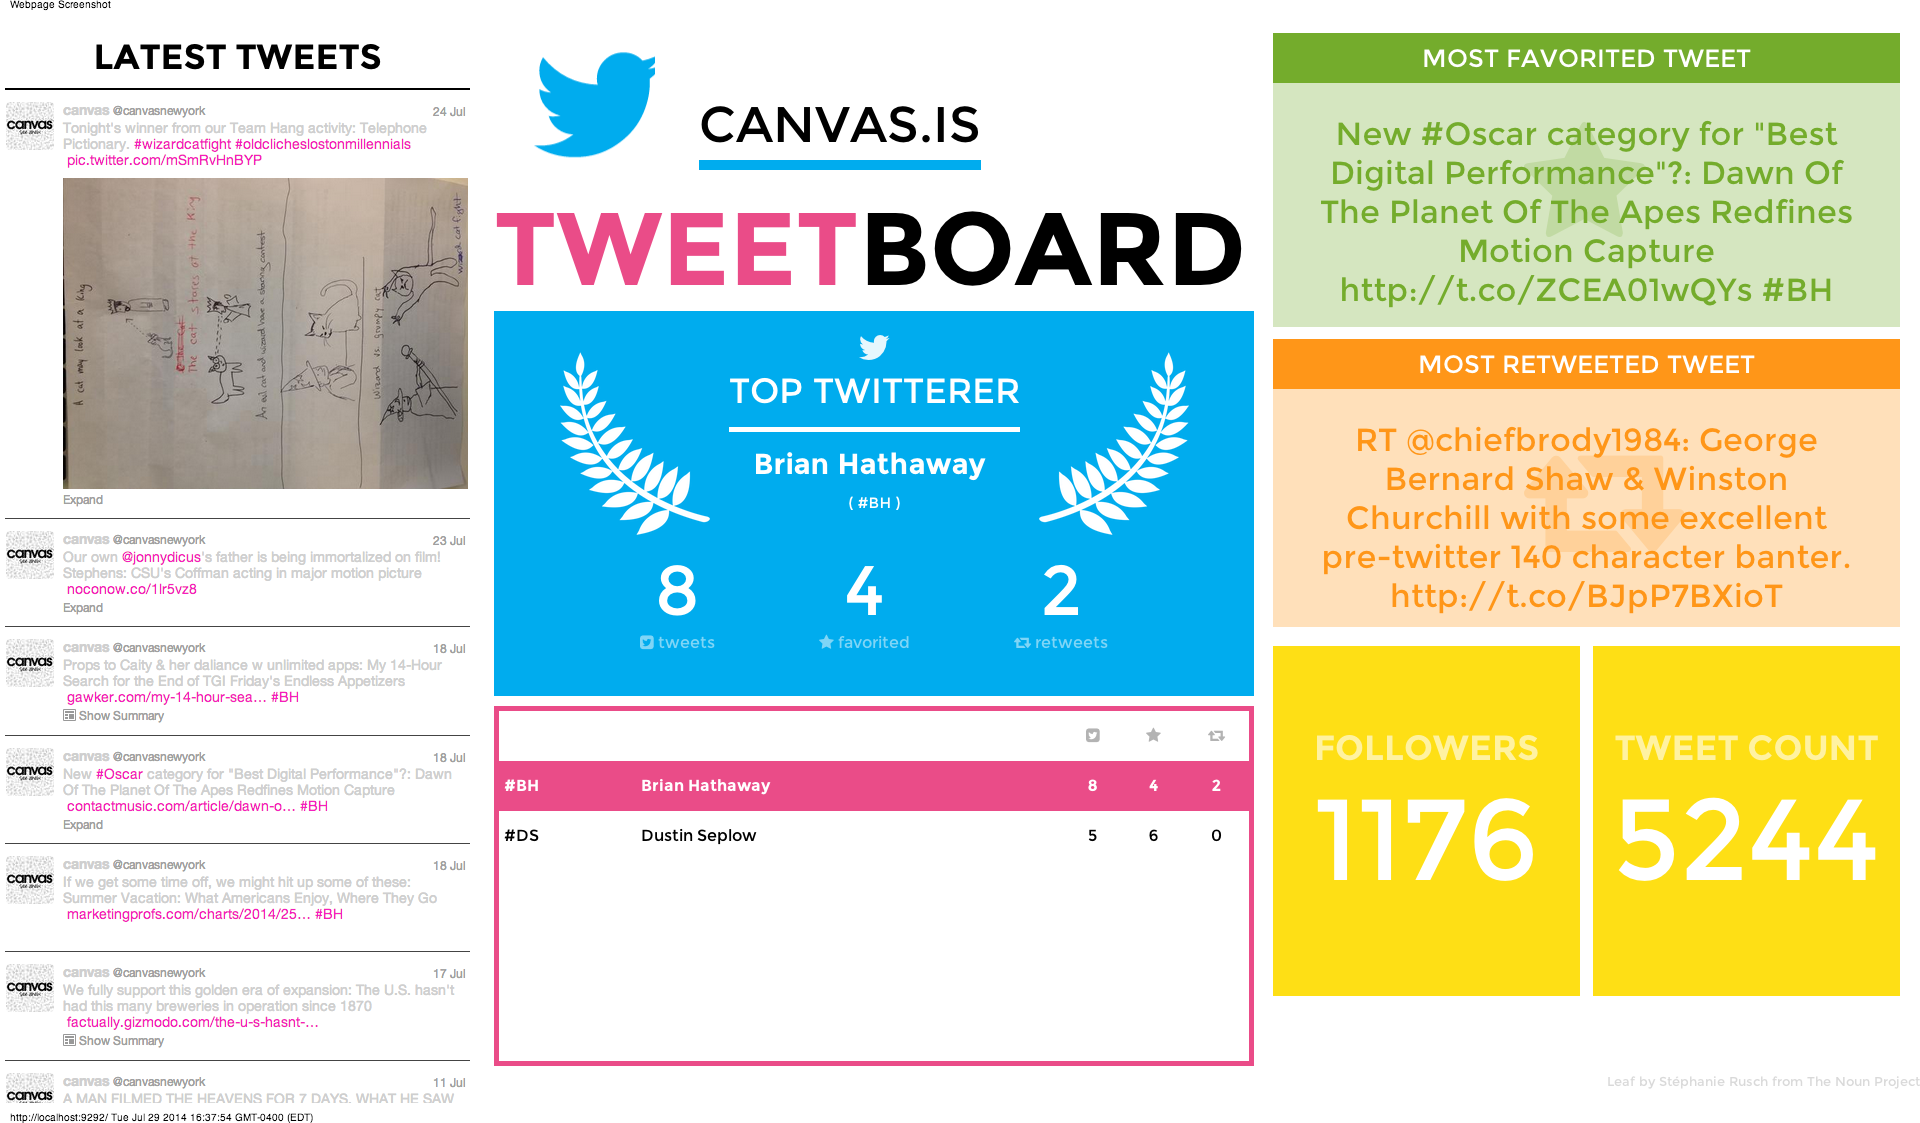 Webpage Screenshot
LATEST TWEETS
canvas
canvas @canvasnewyork
24 Jul
Tonight's winner from our Team Hang activity: Telephone
Pictionary. #wizardcatfight #oldclicheslostonmillennials
pic.twitter.com/mSmRvHnBYP
A cat may look at a King
The cat stares at the King
An evil cat and wizard have a staring contest
Wizard vs. grumpy cat
wizard cat fight
Expand
canvas
canvas @canvasnewyork
23 Jul
Our own @jonnydicus's father is being immortalized on film!
Stephens: CSU's Coffman acting in major motion picture
noconow.co/1lr5vz8
Expand
canvas
canvas @canvasnewyork
18 Jul
Props to Caity & her daliance w unlimited apps: My 14-Hour
Search for the End of TGI Friday's Endless Appetizers
gawker.com/my-14-hour-sea... #BH
Show Summary
canvas
canvas @canvasnewyork
18 Jul
New #Oscar category for "Best Digital Performance"?: Dawn
Of The Planet Of The Apes Redfines Motion Capture
contactmusic.com/article/dawn-o... #BH
Expand
canvas
canvas @canvasnewyork
18 Jul
If we get some time off, we might hit up some of these:
Summer Vacation: What Americans Enjoy, Where They Go
marketingprofs.com/charts/2014/25... #BH
canvas
canvas @canvasnewyork
17 Jul
We fully support this golden era of expansion: The U.S. hasn't
had this many breweries in operation since 1870
factually.gizmodo.com/the-u-s-hasnt-...
Show Summary
canvas
canvas @canvasnewyork
11 Jul
A MAN FILMED THE HEAVENS FOR 7 DAYS. WHAT HE SAW
CANVAS.IS
TWEETBOARD
TOP TWITTERER
Brian Hathaway
( #BH )
8 4 2
tweets favorited retweets
#BH Brian Hathaway 8 4 2
#DS Dustin Seplow 5 6 0
MOST FAVORITED TWEET
New #Oscar category for "Best
Digital Performance"?: Dawn Of
The Planet Of The Apes Redfines
Motion Capture
http://t.co/ZCEA01wQYs #BH
MOST RETWEETED TWEET
RT @chiefbrody1984: George
Bernard Shaw & Winston
Churchill with some excellent
pre-twitter 140 character banter.
http://t.co/BJpP7BXioT
FOLLOWERS
1176
TWEET COUNT
5244
Leaf by Stéphanie Rusch from The Noun Project
http://localhost:9292/ Tue Jul 29 2014 16:37:54 GMT-0400 (EDT)